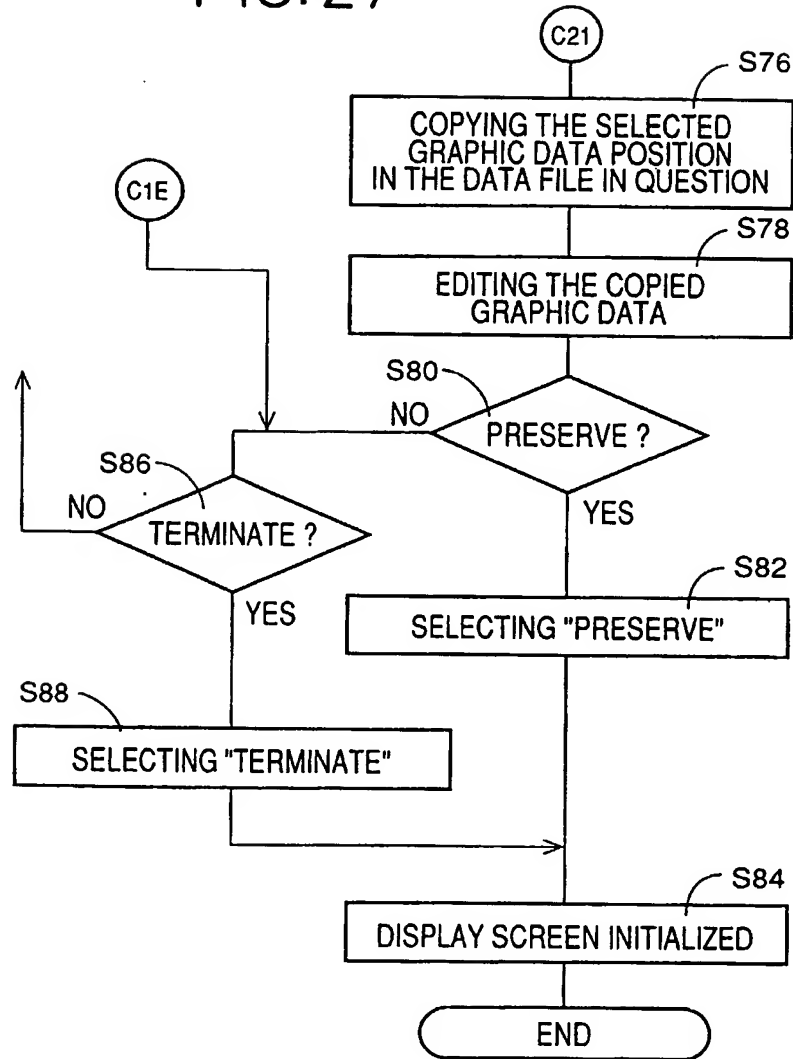 C21
S76
COPYING THE SELECTED
GRAPHIC DATA POSITION
IN THE DATA FILE IN QUESTION
C1E
S78
EDITING THE COPIED
GRAPHIC DATA
S80
NO
PRESERVE ?
S86
NO
TERMINATE ?
YES
YES
S82
SELECTING "PRESERVE"
S88
SELECTING "TERMINATE"
S84
DISPLAY SCREEN INITIALIZED
END